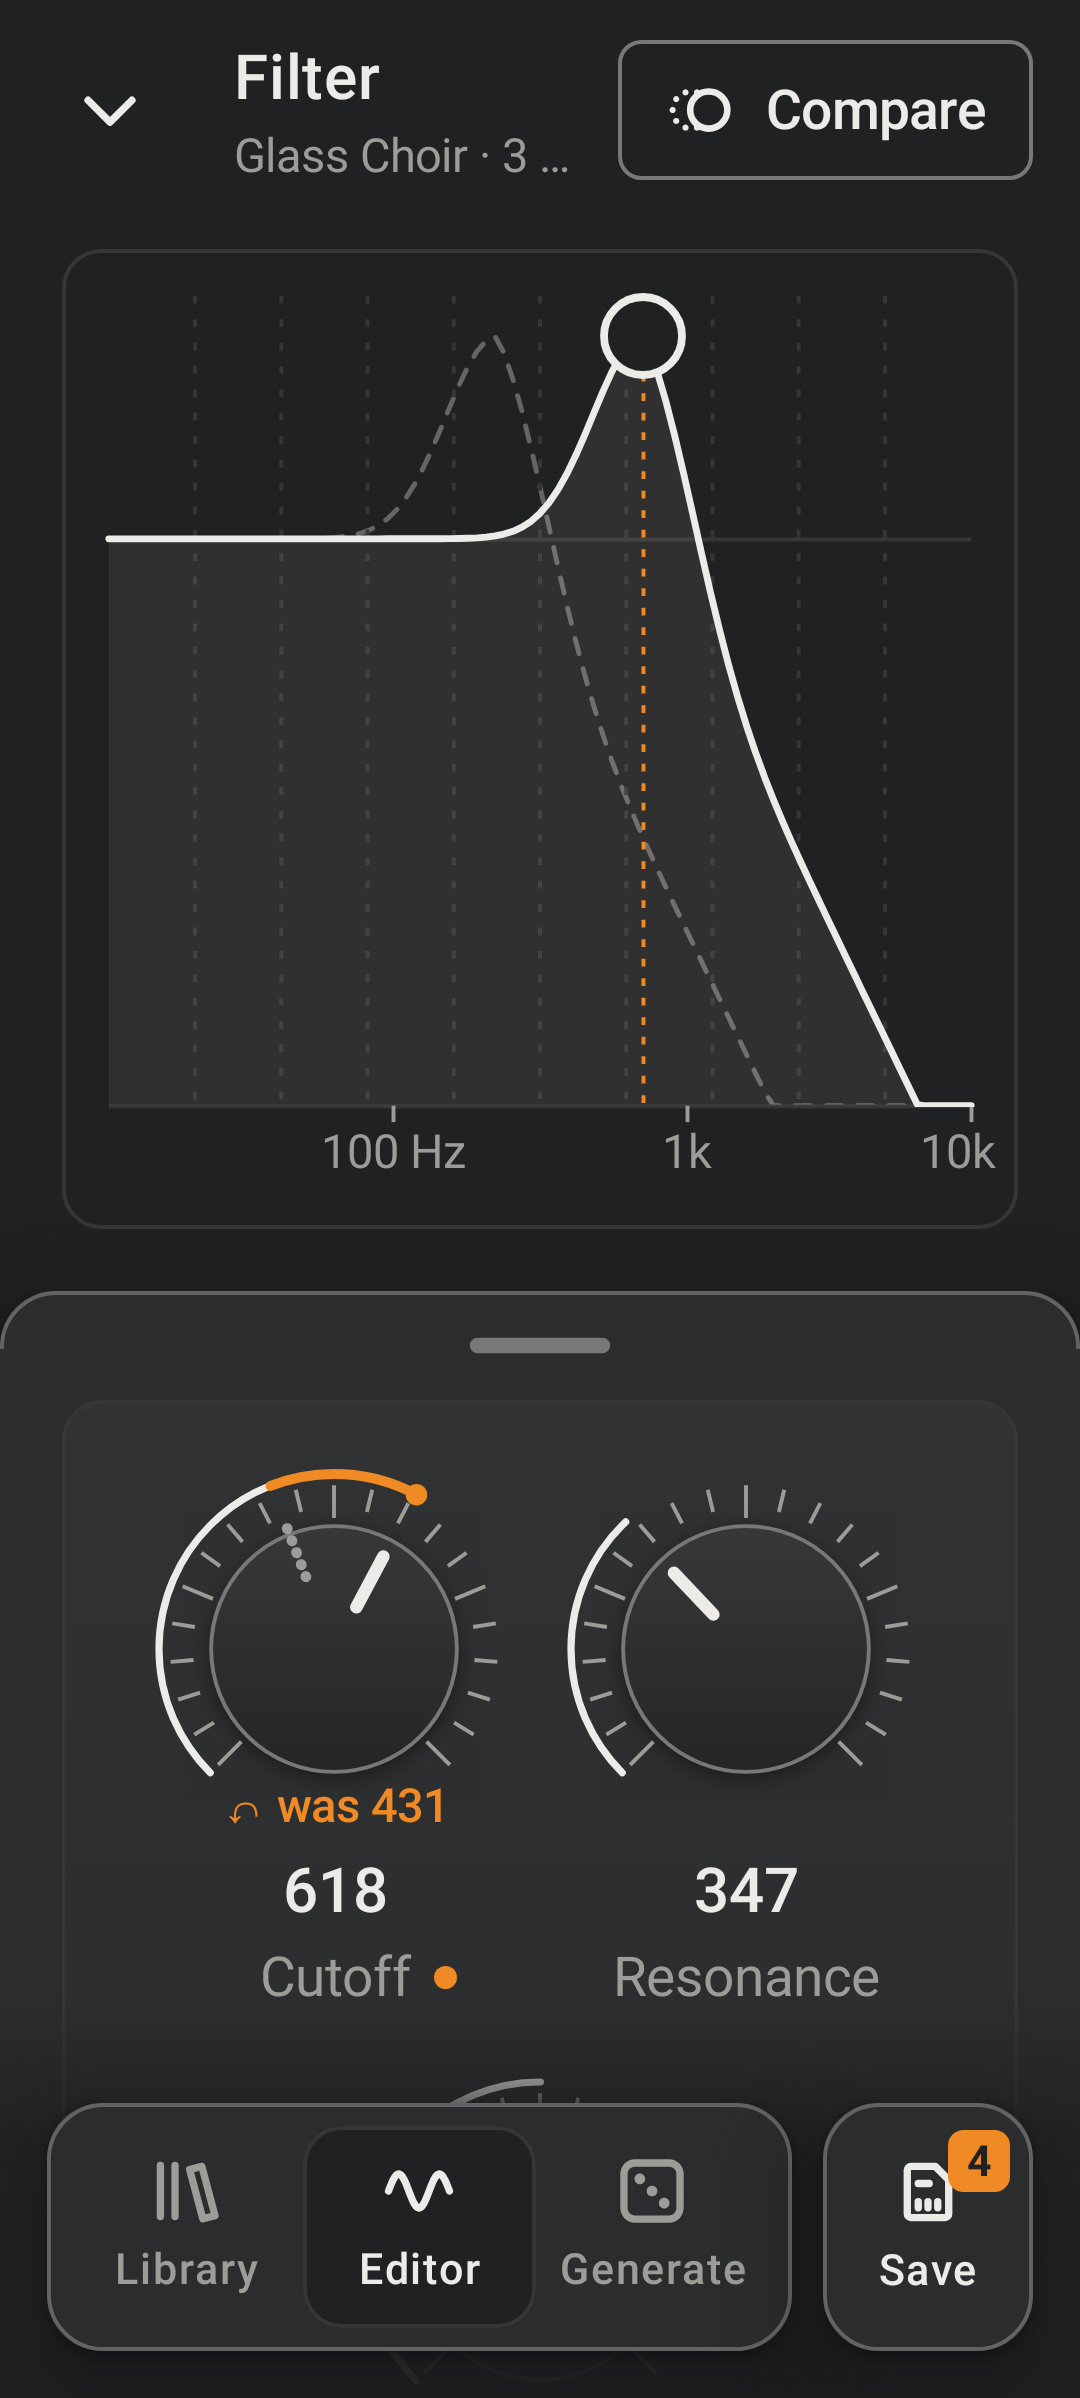 Filter
Glass Choir · 3 …
Compare
100 Hz
1k
10k
was 431
618
347
Cutoff
Resonance
Library
Editor
Generate
4
Save